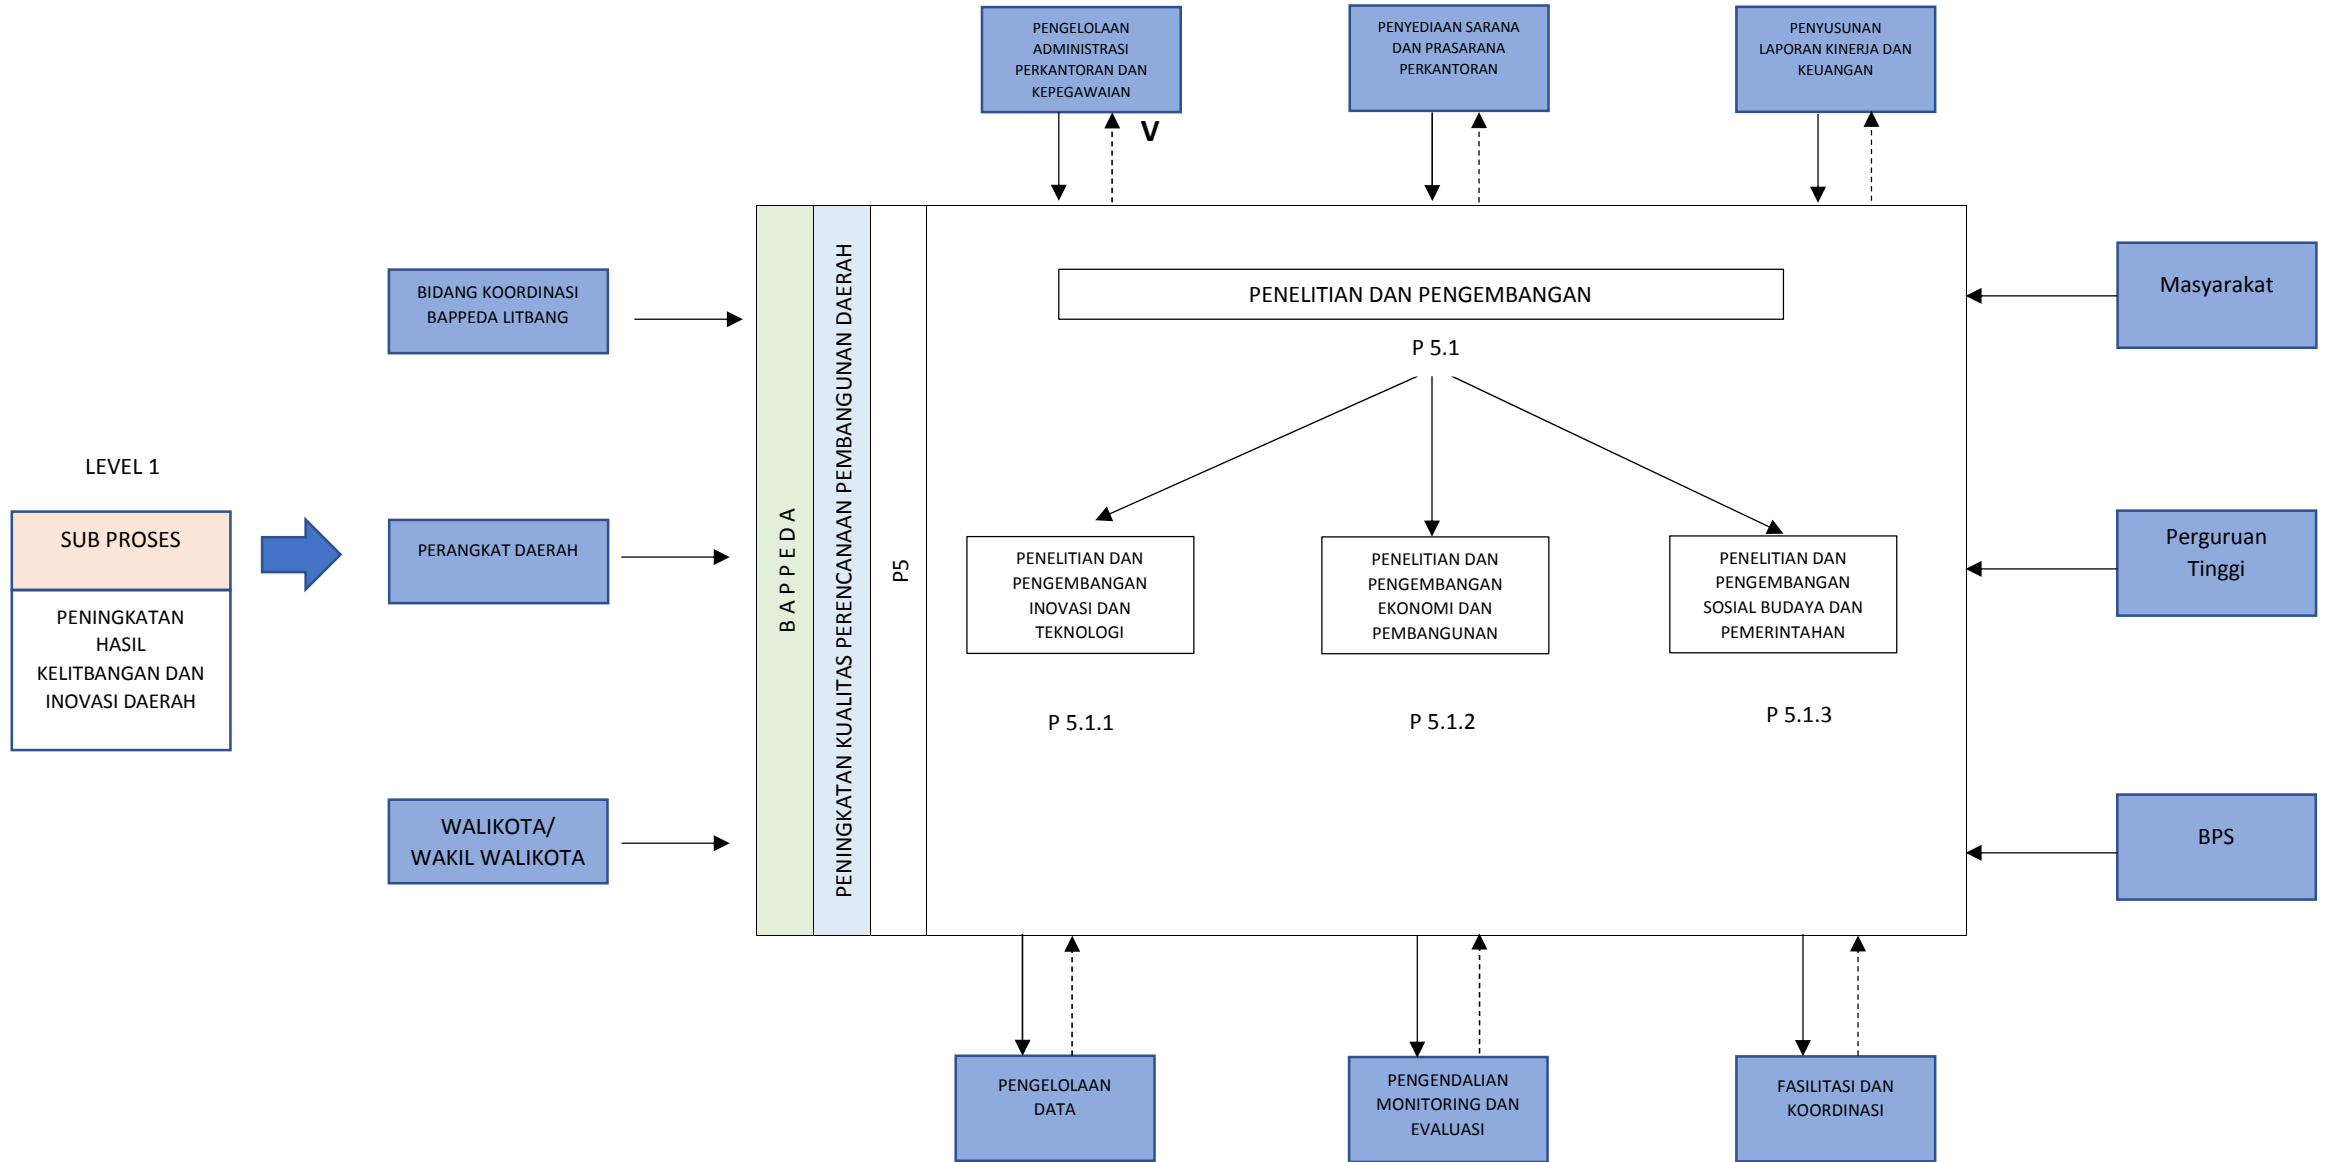 PENGELOLAAN
ADMINISTRASI
PERKANTORAN DAN
KEPEGAWAIAN
PENYEDIAAN SARANA
DAN PRASARANA
PERKANTORAN
PENYUSUNAN
LAPORAN KINERJA DAN
KEUANGAN
V
LEVEL 1
SUB PROSES
PENINGKATAN
HASIL
KELITBANGAN DAN
INOVASI DAERAH
BIDANG KOORDINASI
BAPPEDA LITBANG
PERANGKAT DAERAH
WALIKOTA/
WAKIL WALIKOTA
B A P P E D A
PENINGKATAN KUALITAS PERENCANAAN PEMBANGUNAN DAERAH
P5
PENELITIAN DAN PENGEMBANGAN
P 5.1
PENELITIAN DAN
PENGEMBANGAN
INOVASI DAN
TEKNOLOGI
P 5.1.1
PENELITIAN DAN
PENGEMBANGAN
EKONOMI DAN
PEMBANGUNAN
P 5.1.2
PENELITIAN DAN
PENGEMBANGAN
SOSIAL BUDAYA DAN
PEMERINTAHAN
P 5.1.3
Masyarakat
Perguruan
Tinggi
BPS
PENGELOLAAN
DATA
PENGENDALIAN
MONITORING DAN
EVALUASI
FASILITASI DAN
KOORDINASI